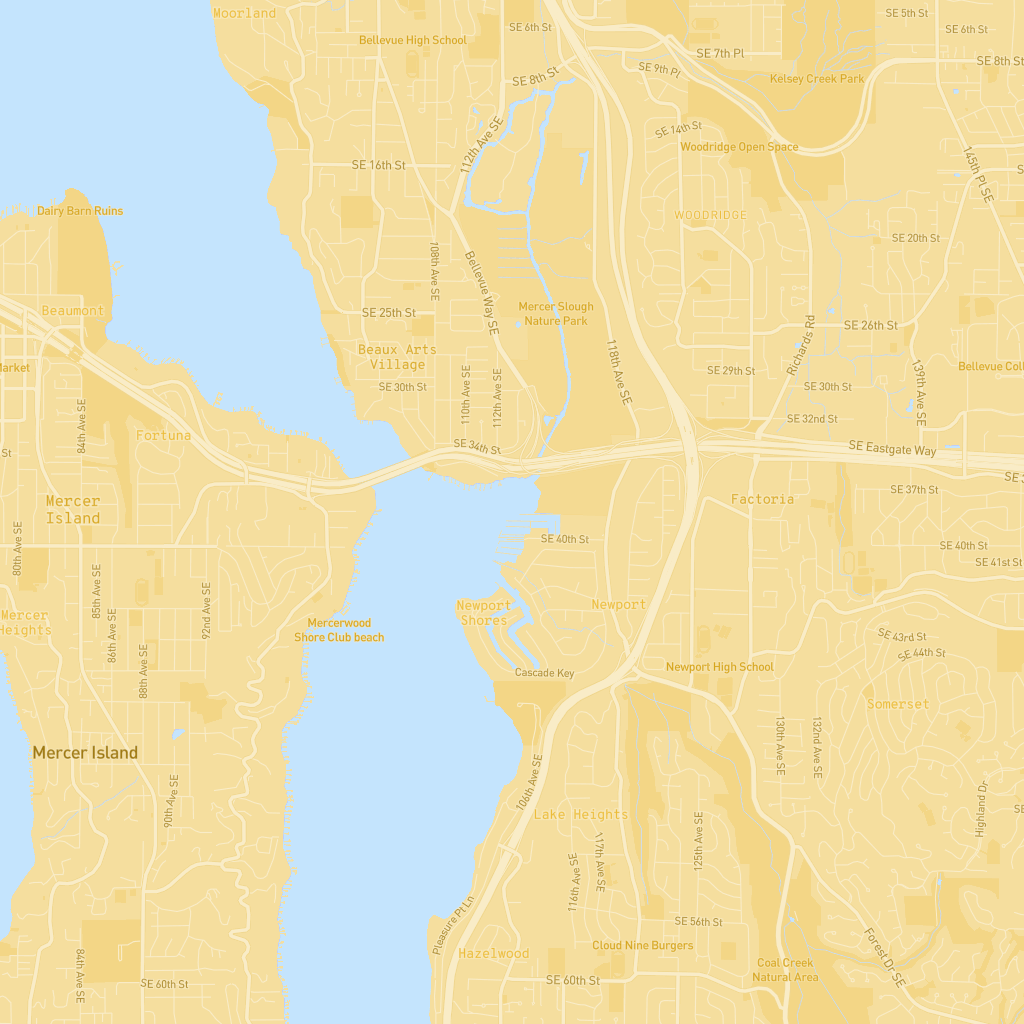 Moorland
SE 6th St
SE 5th St
SE 6th St
Bellevue High School
SE 7th Pl
SE 8th St
SE 9th Pl
SE 8th St
Kelsey Creek Park
SE 14th St
112th Ave SE
Woodridge Open Space
SE 16th St
145th Pl SE
Dairy Barn Ruins
WOODRIDGE
SE 20th St
108th Ave SE
Bellevue Way SE
Beaumont
SE 25th St
Mercer Slough
Nature Park
SE 26th St
Richards Rd
Beaux Arts
Village
118th Ave SE
Market
SE 29th St
Bellevue Coll
139th Ave SE
SE 30th St
110th Ave SE
112th Ave SE
SE 30th St
84th Ave SE
SE 32nd St
Fortuna
SE 34th St
SE Eastgate Way
St
SE 3
Mercer
Island
Factoria
SE 37th St
80th Ave SE
SE 40th St
SE 40th St
SE 41st St
85th Ave SE
92nd Ave SE
Newport
Shores
Newport
Mercer
Heights
86th Ave SE
Mercerwood
Shore Club beach
SE 43rd St
SE 44th St
88th Ave SE
Cascade Key
Newport High School
Somerset
Mercer Island
130th Ave SE
132nd Ave SE
106th Ave SE
90th Ave SE
Lake Heights
Highland Dr
SE
125th Ave SE
117th Ave SE
116th Ave SE
Pleasure Pt Ln
SE 56th St
Cloud Nine Burgers
Hazelwood
Forest Dr SE
84th Ave SE
Coal Creek
Natural Area
SE 60th St
SE 60th St